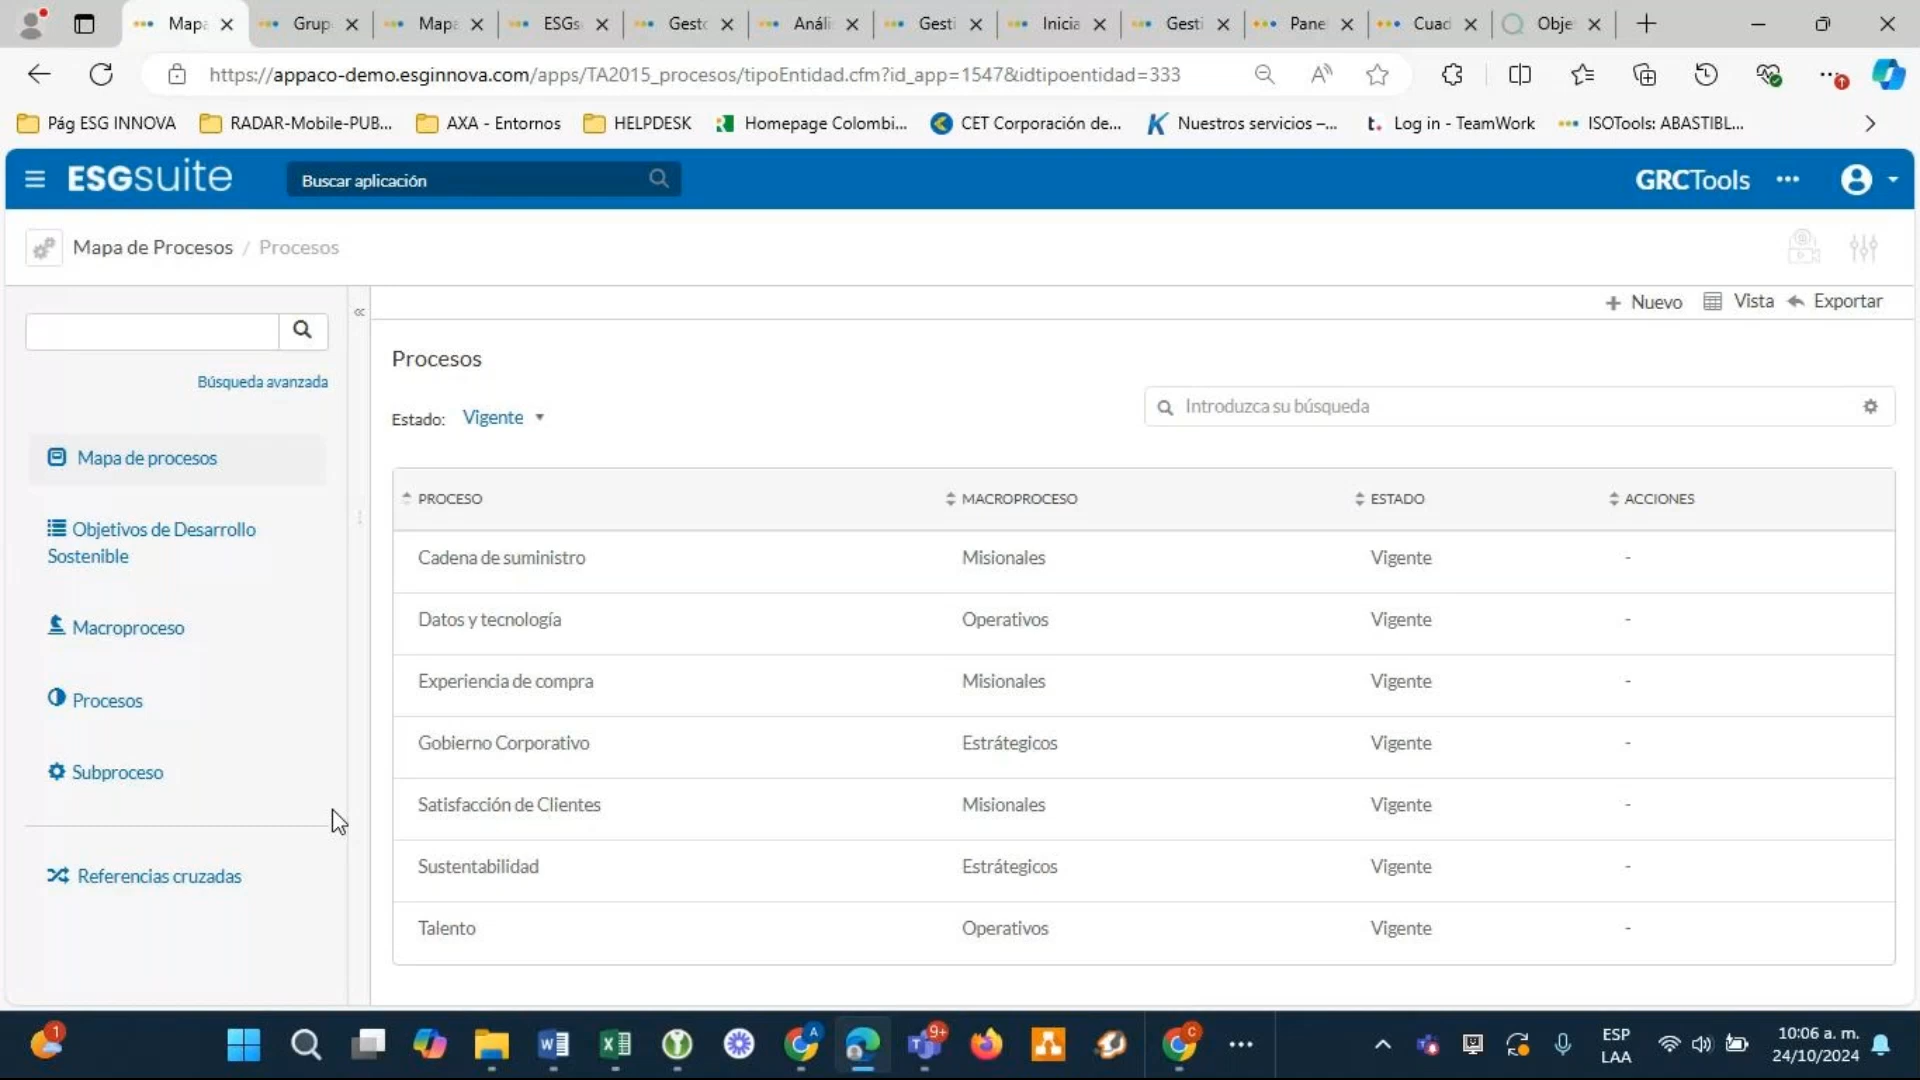 Mapa
Grup
Mapa
ESGs
Gesto
Análi
Gesti
Inicia
Gesti
Pane
Cuad
Obje
https://appaco-demo.esginnova.com/apps/TA2015_procesos/tipoEntidad.cfm?id_app=1547&idtipoentidad=333
Pág ESG INNOVA
RADAR-Mobile-PUB...
AXA - Entornos
HELPDESK
Homepage Colombi...
CET Corporación de...
Nuestros servicios –...
Log in - TeamWork
ISOTools: ABASTIBL...
ESGsuite
Buscar aplicación
GRCTools
Mapa de Procesos / Procesos
+ Nuevo
Vista
Exportar
Búsqueda avanzada
Mapa de procesos
Objetivos de Desarrollo
Sostenible
Macroproceso
Procesos
Subproceso
Referencias cruzadas
Procesos
Estado: Vigente
Introduzca su búsqueda
PROCESO MACROPROCESO ESTADO ACCIONES
Cadena de suministro Misionales Vigente -
Datos y tecnología Operativos Vigente -
Experiencia de compra Misionales Vigente -
Gobierno Corporativo Estrátegicos Vigente -
Satisfacción de Clientes Misionales Vigente -
Sustentabilidad Estrátegicos Vigente -
Talento Operativos Vigente -
1
A
9+
C
ESP
LAA
10:06 a. m.
24/10/2024